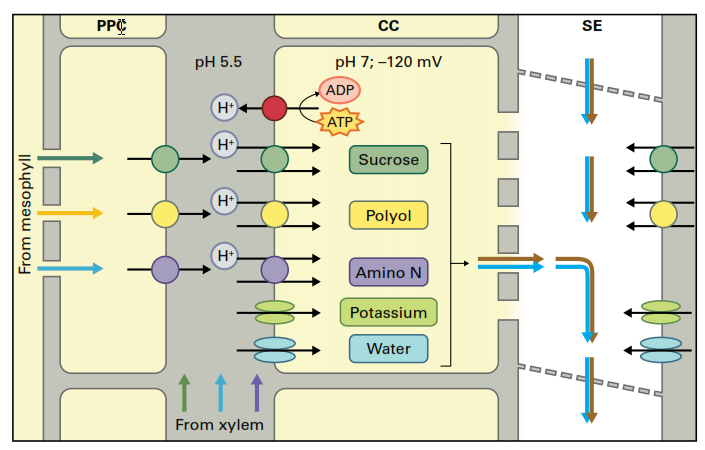 PPC
CC
SE
pH 5.5
pH 7; –120 mV
ADP
ATP
H+
H+
Sucrose
H+
Polyol
H+
Amino N
Potassium
Water
From mesophyll
From xylem